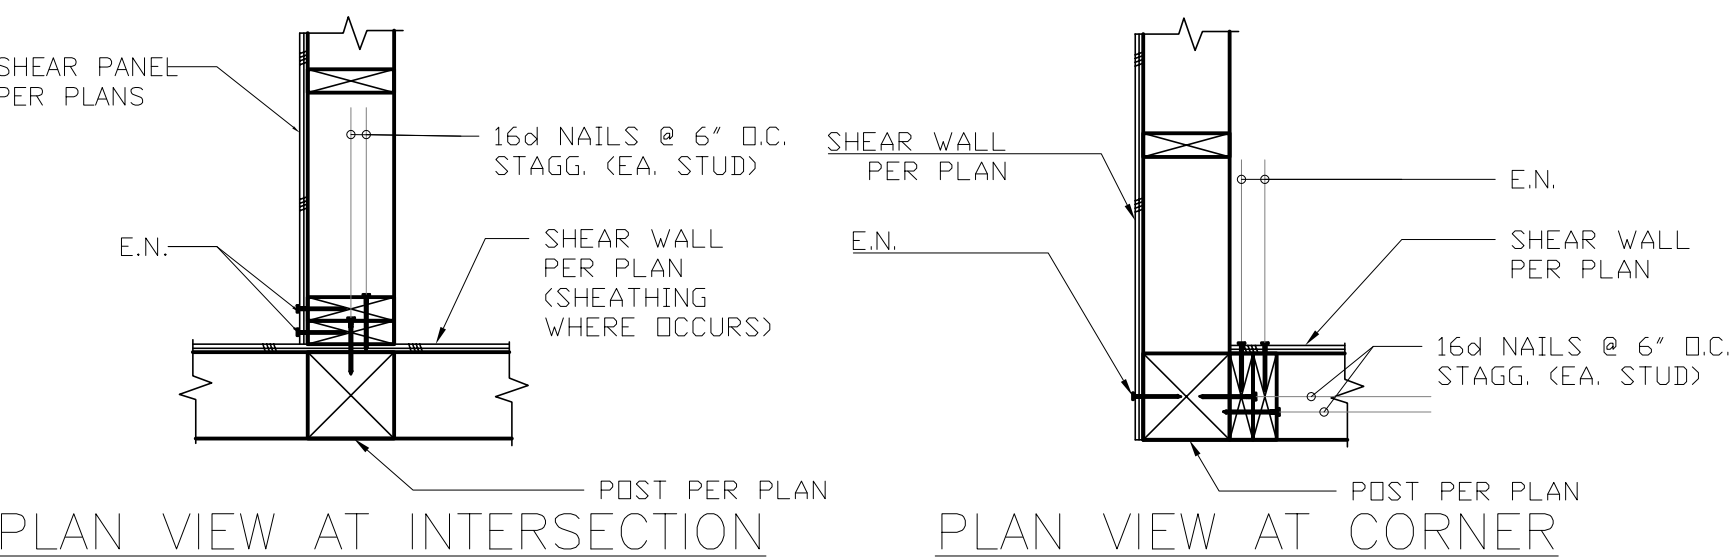 SHEAR PANEL
PER PLANS
16d NAILS @ 6" O.C.
STAGG. (EA. STUD)
E.N.
SHEAR WALL
PER PLAN
(SHEATHING
WHERE OCCURS)
POST PER PLAN
PLAN VIEW AT INTERSECTION
SHEAR WALL
PER PLAN
E.N.
E.N.
SHEAR WALL
PER PLAN
16d NAILS @ 6" O.C.
STAGG. (EA. STUD)
POST PER PLAN
PLAN VIEW AT CORNER